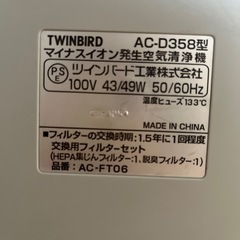 TWINBIRD AC-D358型
マイナスイオン発生空気清浄機
PSE
ツインバード工業株式会社
100V 43/49W 50/60Hz
温度ヒューズ133℃
MADE IN CHINA
■フィルターの交換時期:1.5年に1回程度
交換用フィルターセット
(HEPA集じんフィルター1、脱臭フィルター1)
品番:AC-FT06